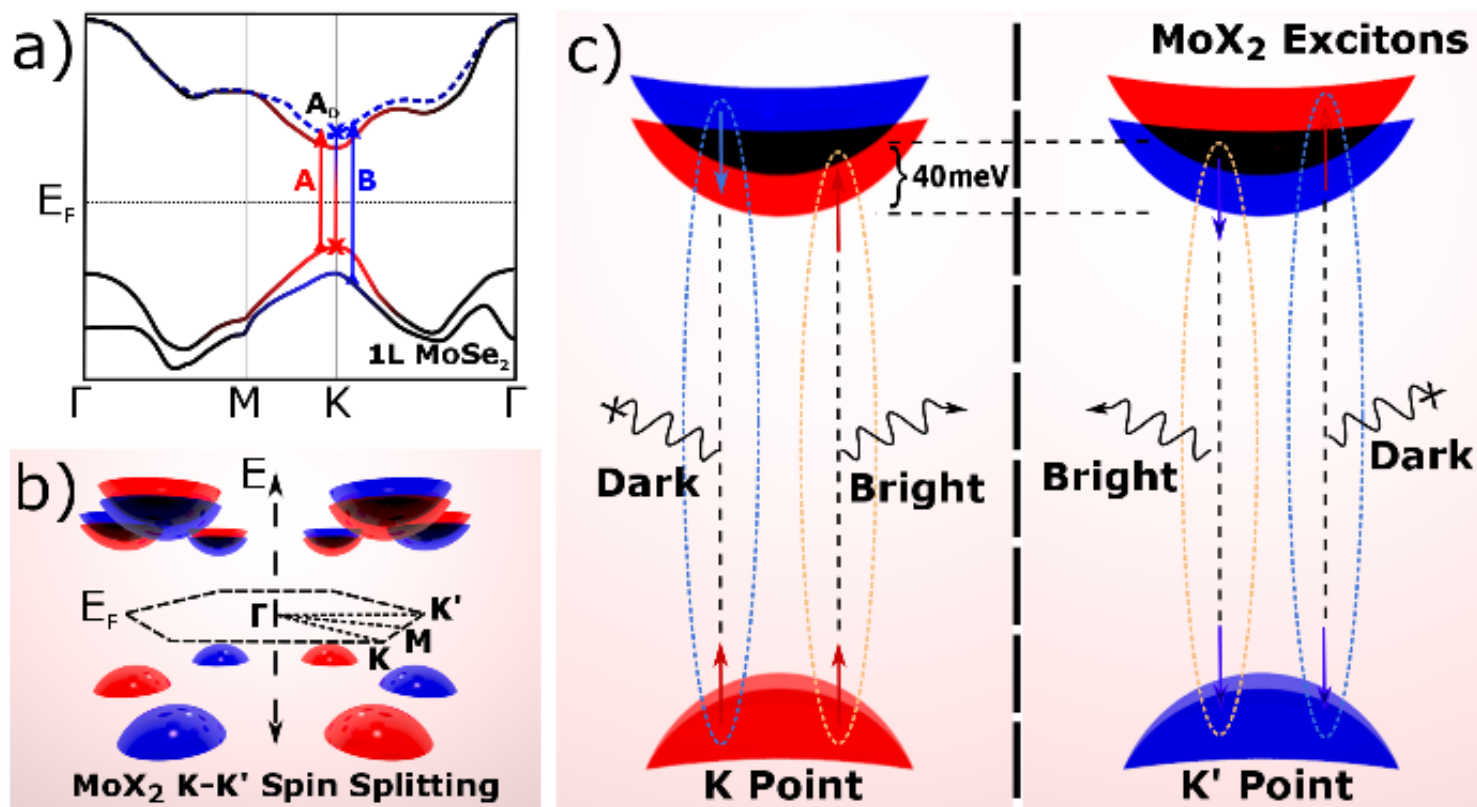 a)
A_D
A
B
E_F
1L MoSe₂
Γ
M
K
Γ
b)
E
E_F
Γ
K'
M
K
MoX₂ K-K' Spin Splitting
c)
MoX₂ Excitons
40meV
Dark
Bright
Bright
Dark
K Point
K' Point